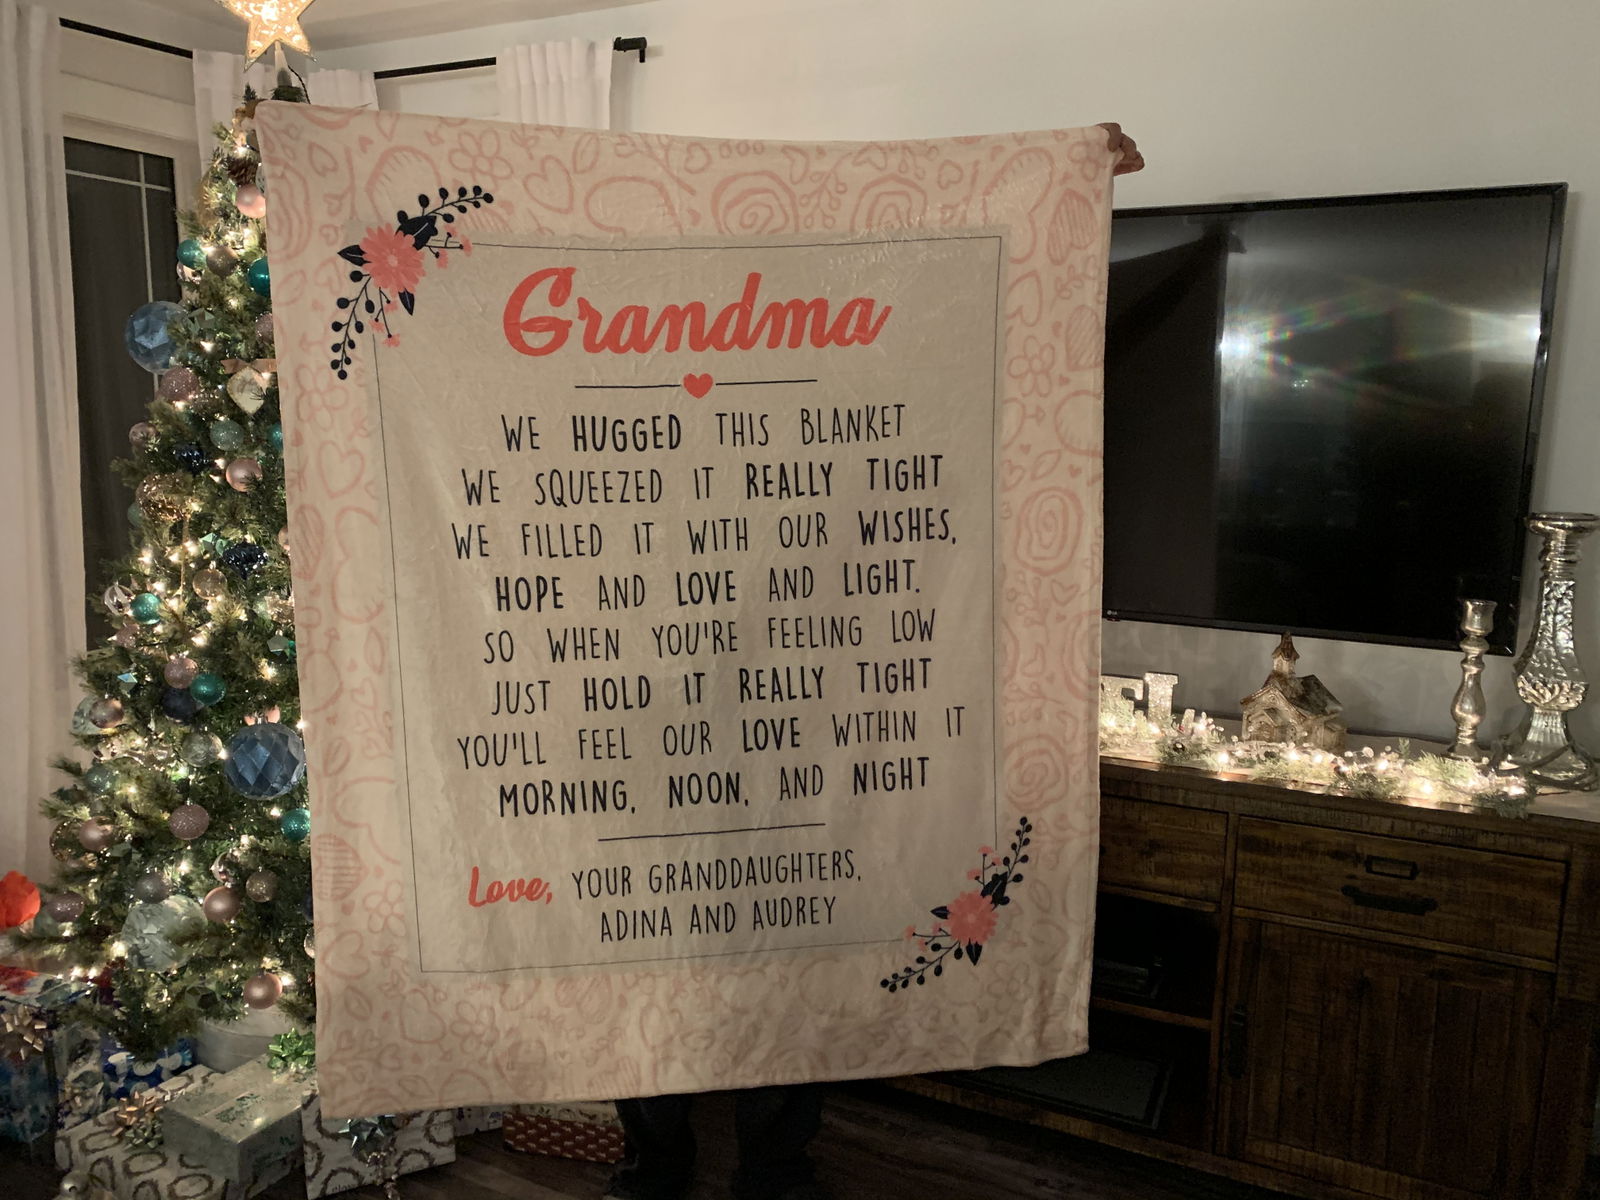 Grandma
WE HUGGED THIS BLANKET
WE SQUEEZED IT REALLY TIGHT
WE FILLED IT WITH OUR WISHES,
HOPE AND LOVE AND LIGHT.
SO WHEN YOU'RE FEELING LOW
JUST HOLD IT REALLY TIGHT
YOU'LL FEEL OUR LOVE WITHIN IT
MORNING, NOON, AND NIGHT
Love, YOUR GRANDDAUGHTERS,
ADINA AND AUDREY
LG